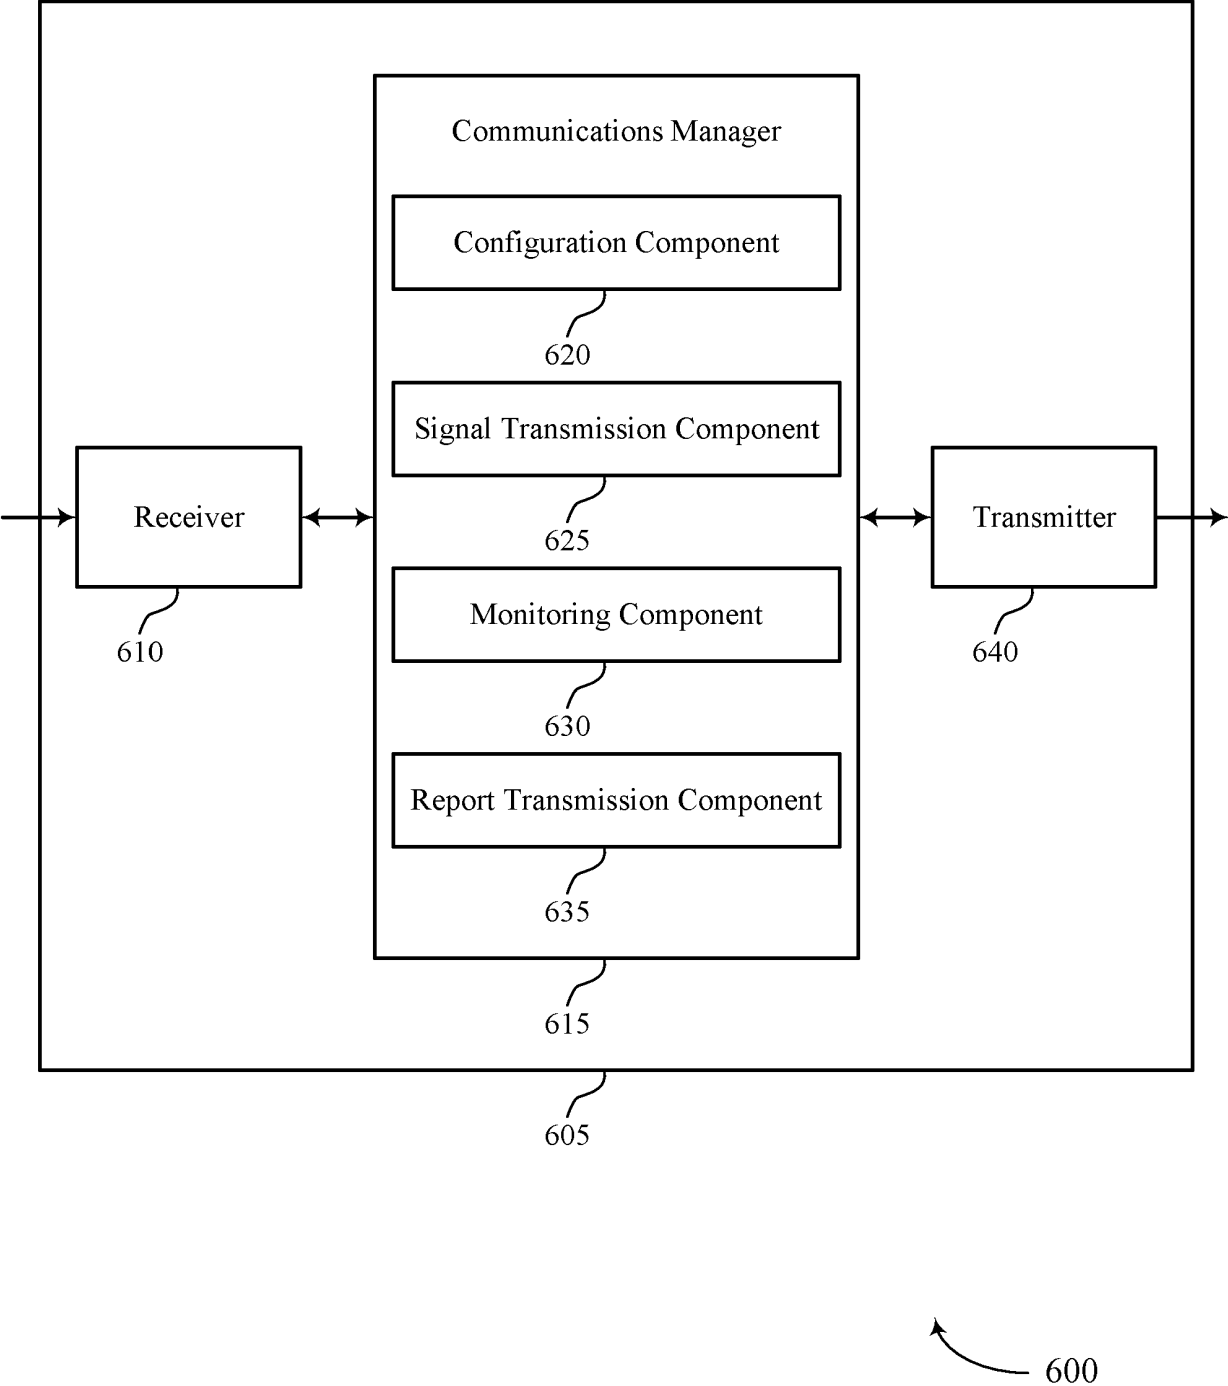 Communications Manager
Configuration Component
620
Signal Transmission Component
625
Receiver
610
Monitoring Component
630
Transmitter
640
Report Transmission Component
635
615
605
600